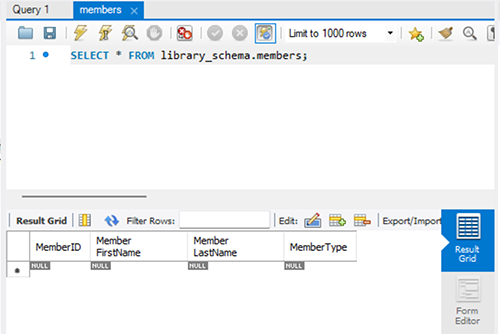 Query 1
members
Limit to 1000 rows
1
SELECT * FROM library_schema.members;
Result Grid
Filter Rows:
Edit:
Export/Import
MemberID
Member
FirstName
Member
LastName
MemberType
NULL
NULL
NULL
NULL
Result
Grid
Form
Editor